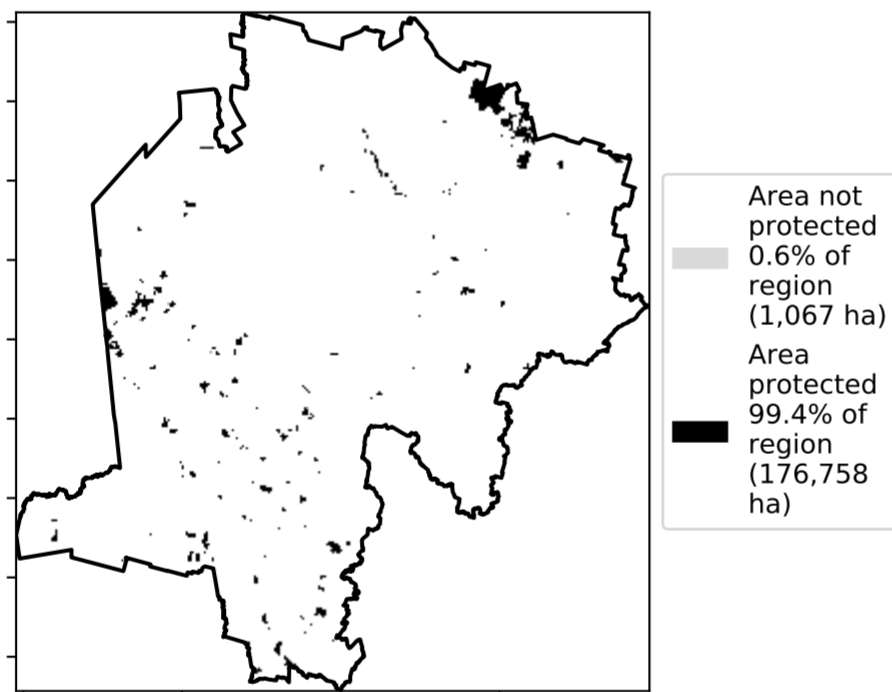 Area not
protected
0.6% of
region
(1,067 ha)
Area
protected
99.4% of
region
(176,758
ha)